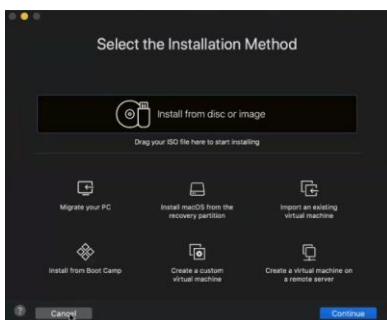 Select the Installation Method
Install from disc or image
Drag your ISO file here to start installing
Migrate your PC
Install macOS from the
recovery partition
Import an existing
virtual machine
Install from Boot Camp
Create a custom
virtual machine
Create a virtual machine on
a remote server
?
Cancel
Continue